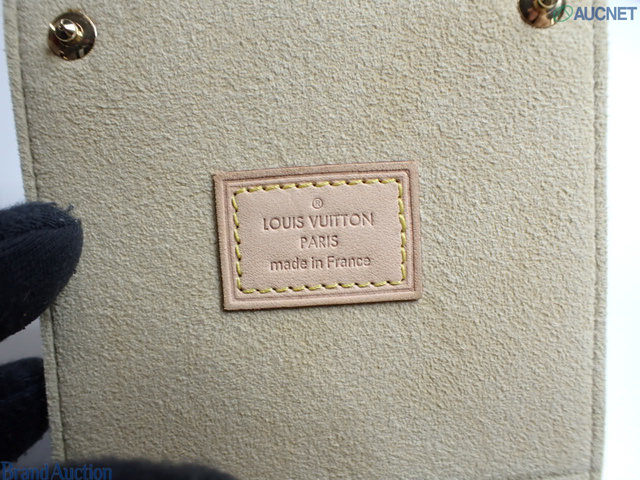 AUCNET
®
LOUIS VUITTON
PARIS
made in France
Brand Auction